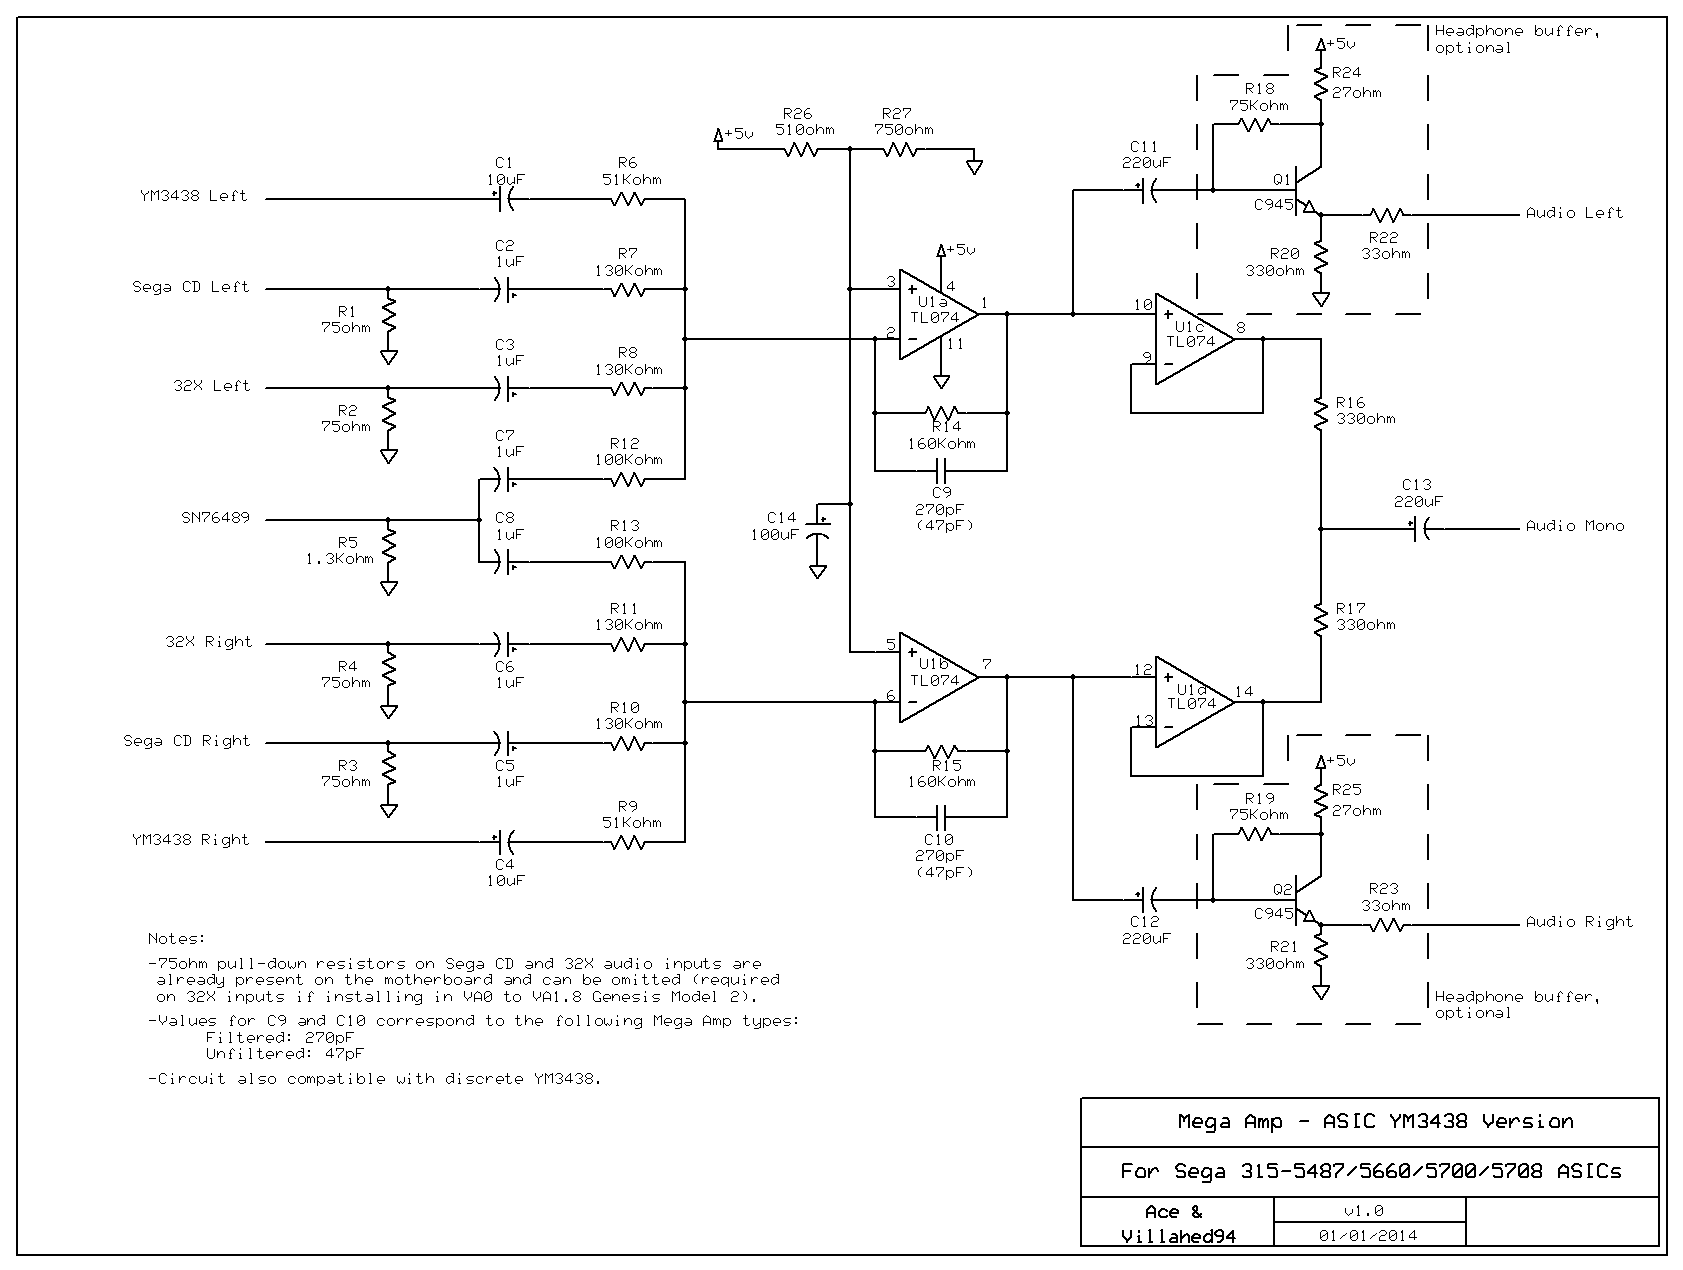 Headphone buffer,
optional
+5v
R24
27ohm
R18
75Kohm
C11
220uF
Q1
C945
R20
330ohm
R22
33ohm
Audio Left
R26
510ohm
R27
750ohm
+5v
C1
10uF
R6
51Kohm
YM3438 Left
C2
1uF
R7
130Kohm
Sega CD Left
R1
75ohm
C3
1uF
R8
130Kohm
32X Left
R2
75ohm
C7
1uF
R12
100Kohm
SN76489
R5
1.3Kohm
C8
1uF
R13
100Kohm
R11
130Kohm
32X Right
R4
75ohm
C6
1uF
R10
130Kohm
Sega CD Right
R3
75ohm
C5
1uF
R9
51Kohm
YM3438 Right
C4
10uF
+5v
3
+
4
U1a
TL074
1
2
-
11
R14
160Kohm
C9
270pF
(47pF)
C14
100uF
10
+
U1c
TL074
8
9
-
R16
330ohm
C13
220uF
Audio Mono
R17
330ohm
5
+
U1b
TL074
7
6
-
R15
160Kohm
C10
270pF
(47pF)
12
+
U1d
TL074
14
13
-
+5v
R25
27ohm
R19
75Kohm
C12
220uF
Q2
C945
R23
33ohm
R21
330ohm
Audio Right
Headphone buffer,
optional
Notes:
-75ohm pull-down resistors on Sega CD and 32X audio inputs are
already present on the motherboard and can be omitted (required
on 32X inputs if installing in VA0 to VA1.8 Genesis Model 2).
-Values for C9 and C10 correspond to the following Mega Amp types:
Filtered: 270pF
Unfiltered: 47pF
-Circuit also compatible with discrete YM3438.
Mega Amp - ASIC YM3438 Version
For Sega 315-5487/5660/5700/5708 ASICs
Ace &
Villahed94
v1.0
01/01/2014